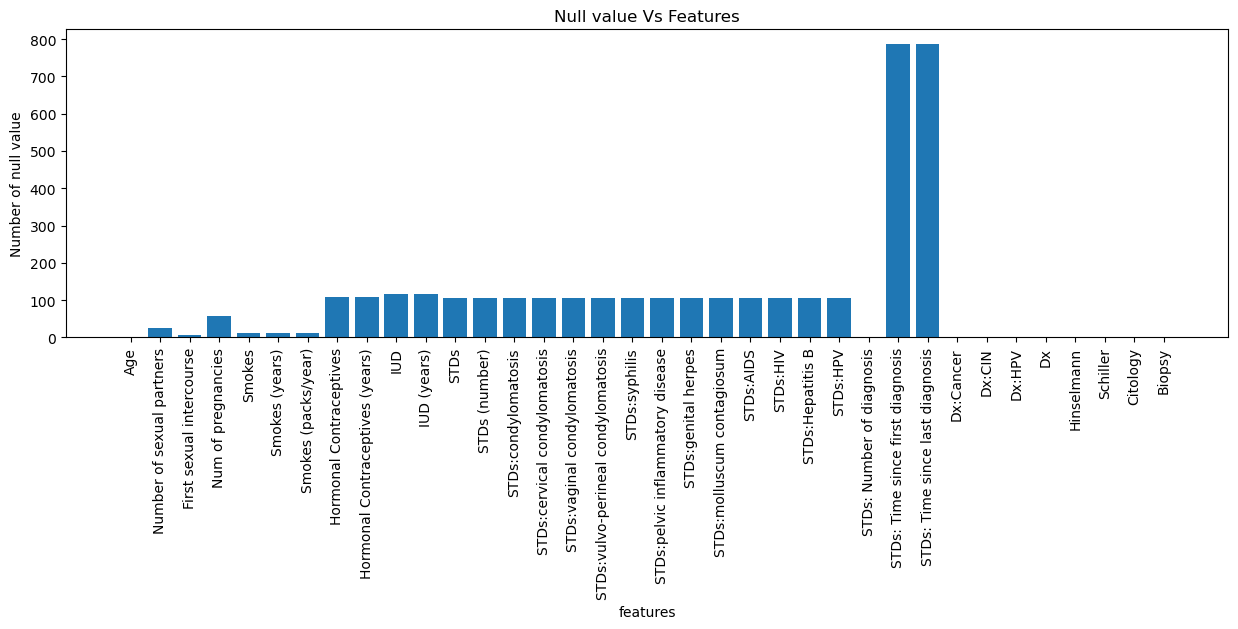 Null value Vs Features
Number of null value
800
700
600
500
400
300
200
100
0
Age
Number of sexual partners
First sexual intercourse
Num of pregnancies
Smokes
Smokes (years)
Smokes (packs/year)
Hormonal Contraceptives
Hormonal Contraceptives (years)
IUD
IUD (years)
STDs
STDs (number)
STDs:condylomatosis
STDs:cervical condylomatosis
STDs:vaginal condylomatosis
STDs:vulvo-perineal condylomatosis
STDs:syphilis
STDs:pelvic inflammatory disease
STDs:genital herpes
STDs:molluscum contagiosum
STDs:AIDS
STDs:HIV
STDs:Hepatitis B
STDs:HPV
STDs: Number of diagnosis
STDs: Time since first diagnosis
STDs: Time since last diagnosis
Dx:Cancer
Dx:CIN
Dx:HPV
Dx
Hinselmann
Schiller
Citology
Biopsy
features